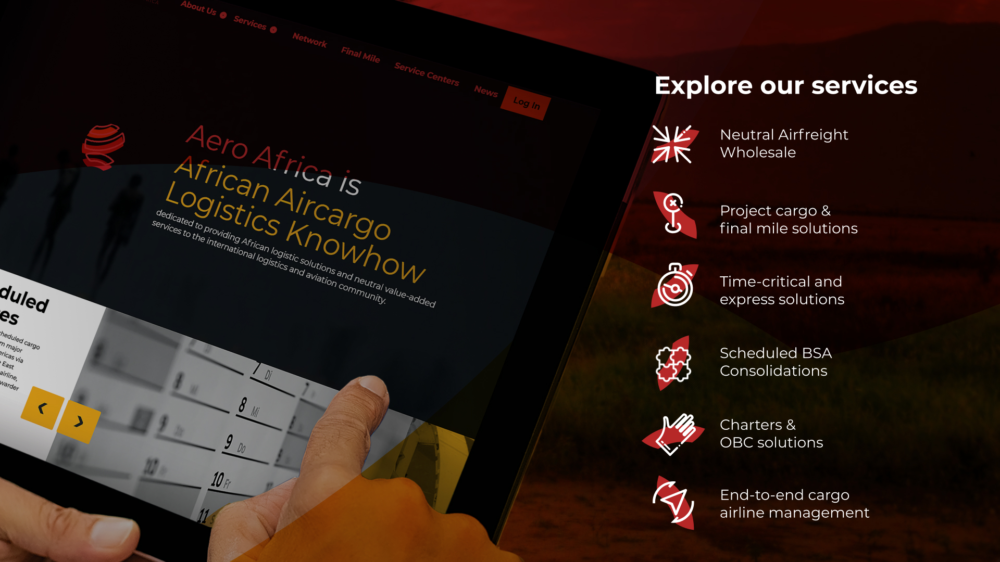 About Us
Services
Network
Final Mile
Service Centers
News
Log In
Aero Africa is
African Aircargo
Logistics Knowhow
dedicated to providing African logistic solutions and neutral value-added
services to the international logistics and aviation community.
duled
es
heduled cargo
m major
ericas via
East
airline,
warder
7 Di
8 Mi
9 Do
10 Fr
11 S
Explore our services
Neutral Airfreight
Wholesale
Project cargo &
final mile solutions
Time-critical and
express solutions
Scheduled BSA
Consolidations
Charters &
OBC solutions
End-to-end cargo
airline management